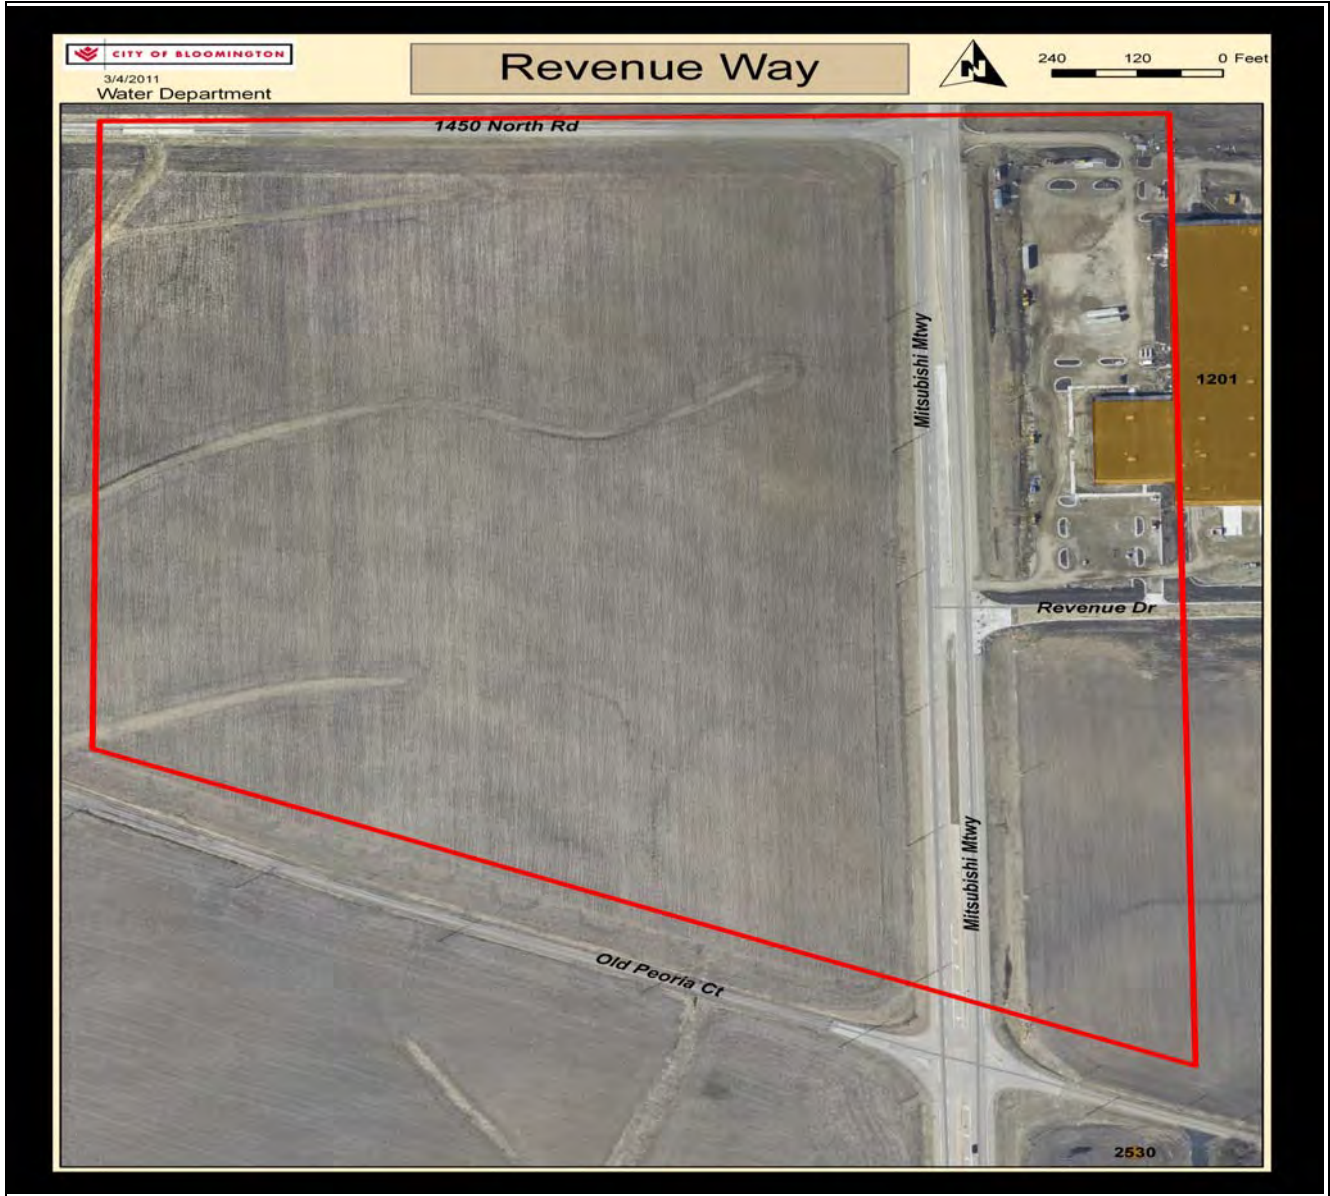 CITY OF BLOOMINGTON
3/4/2011
Water Department
Revenue Way
N
240 120 0 Feet
1450 North Rd
Mitsubishi Mtwy
1201
Revenue Dr
Mitsubishi Mtwy
Old Peoria Ct
2530